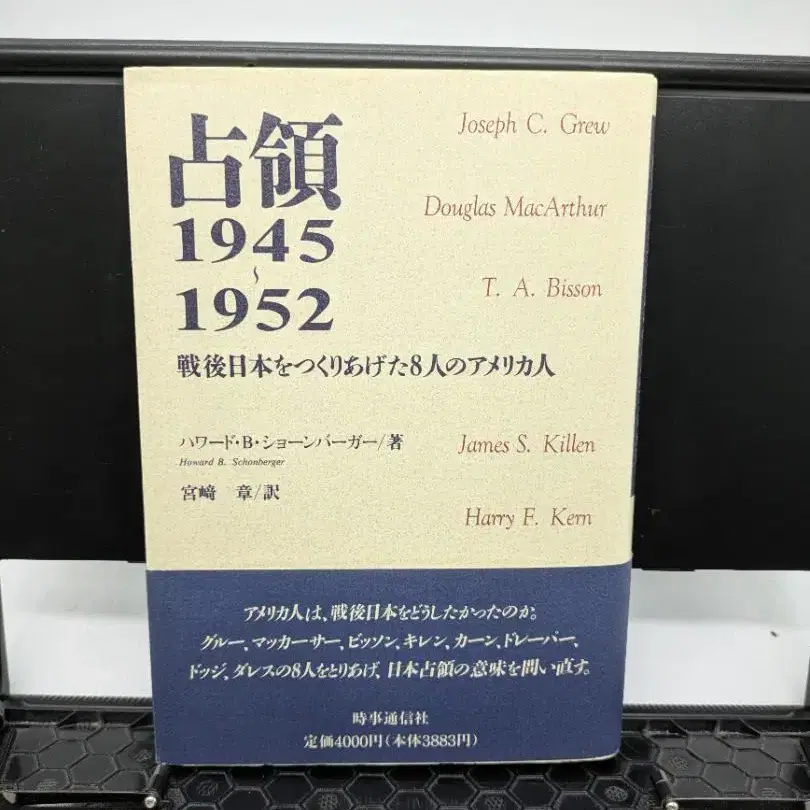 占領
1945
〜
1952
戦後日本をつくりあげた8人のアメリカ人
ハワード・B・ショーンバーガー/著
Howard B. Schonberger
宮﨑 章/訳
Joseph C. Grew
Douglas MacArthur
T. A. Bisson
James S. Killen
Harry F. Kern
アメリカ人は、戦後日本をどうしたかったのか。
グルー、マッカーサー、ビッソン、キレン、カーン、ドレーパー、
ドッジ、ダレスの8人をとりあげ、日本占領の意味を問い直す。
時事通信社
定価4000円(本体3883円)